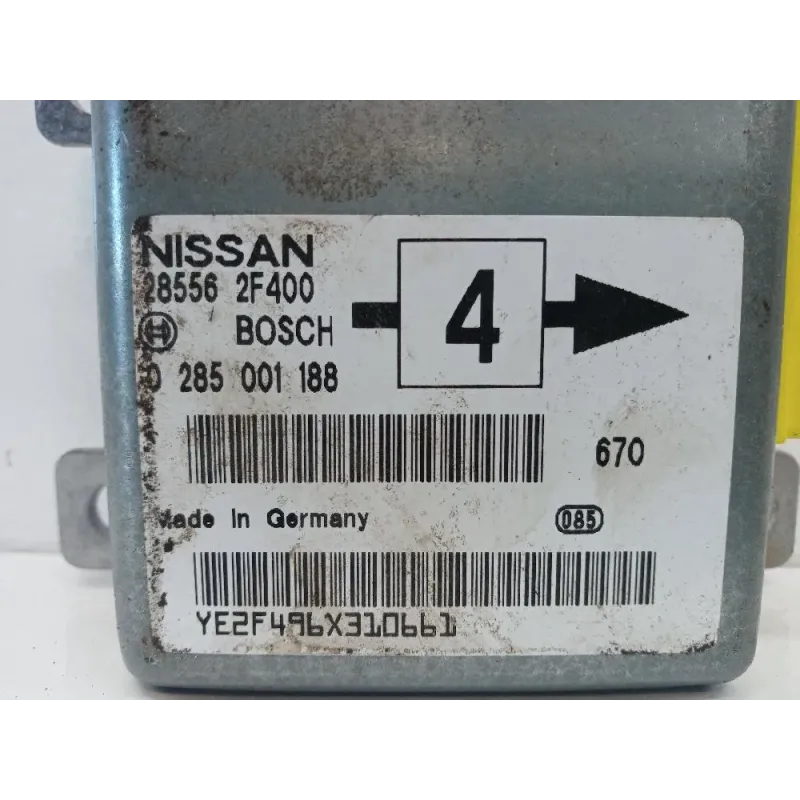 NISSAN
28556 2F400
BOSCH
0 285 001 188
4
670
Made in Germany
085
YE2F496X310661